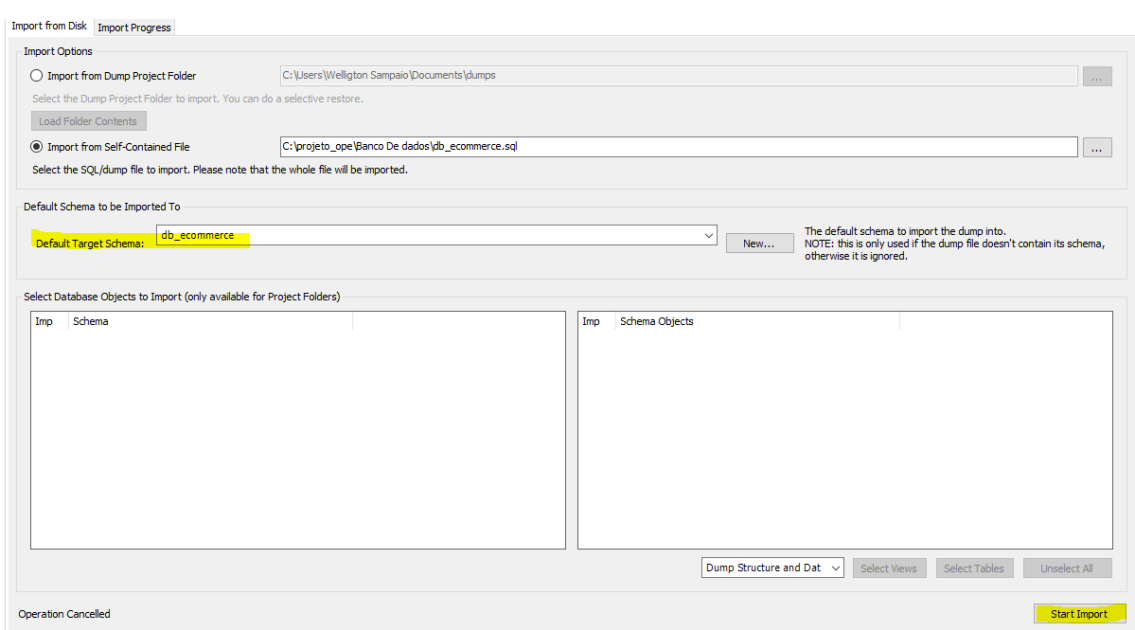 Import from Disk Import Progress
Import Options
Import from Dump Project Folder C:\Users\Welligton Sampaio\Documents\dumps ...
Select the Dump Project Folder to import. You can do a selective restore.
Load Folder Contents
Import from Self-Contained File C:\projeto_ope\Banco De dados\db_ecommerce.sql ...
Select the SQL/dump file to import. Please note that the whole file will be imported.
Default Schema to be Imported To
Default Target Schema: db_ecommerce New...
The default schema to import the dump into.
NOTE: this is only used if the dump file doesn't contain its schema,
otherwise it is ignored.
Select Database Objects to Import (only available for Project Folders)
Imp Schema Imp Schema Objects
Dump Structure and Dat Select Views Select Tables Unselect All
Operation Cancelled Start Import